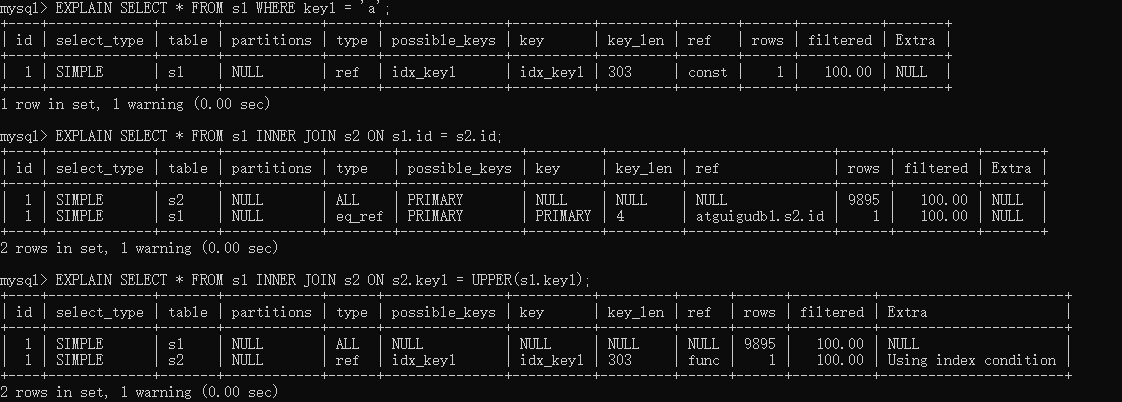 mysql> EXPLAIN SELECT * FROM s1 WHERE key1 = 'a';
+----+-------------+-------+------------+------+---------------+----------+---------+-------+------+----------+-------+
| id | select_type | table | partitions | type | possible_keys | key | key_len | ref | rows | filtered | Extra |
+----+-------------+-------+------------+------+---------------+----------+---------+-------+------+----------+-------+
| 1 | SIMPLE | s1 | NULL | ref | idx_key1 | idx_key1 | 303 | const | 1 | 100.00 | NULL |
+----+-------------+-------+------------+------+---------------+----------+---------+-------+------+----------+-------+
1 row in set, 1 warning (0.00 sec)
mysql> EXPLAIN SELECT * FROM s1 INNER JOIN s2 ON s1.id = s2.id;
+----+-------------+-------+------------+--------+---------------+---------+---------+------------------+------+----------+-------+
| id | select_type | table | partitions | type | possible_keys | key | key_len | ref | rows | filtered | Extra |
+----+-------------+-------+------------+--------+---------------+---------+---------+------------------+------+----------+-------+
| 1 | SIMPLE | s2 | NULL | ALL | PRIMARY | NULL | NULL | NULL | 9895 | 100.00 | NULL |
| 1 | SIMPLE | s1 | NULL | eq_ref | PRIMARY | PRIMARY | 4 | atguigudb1.s2.id | 1 | 100.00 | NULL |
+----+-------------+-------+------------+--------+---------------+---------+---------+------------------+------+----------+-------+
2 rows in set, 1 warning (0.00 sec)
mysql> EXPLAIN SELECT * FROM s1 INNER JOIN s2 ON s2.key1 = UPPER(s1.key1);
+----+-------------+-------+------------+------+---------------+----------+---------+------+------+----------+-----------------------+
| id | select_type | table | partitions | type | possible_keys | key | key_len | ref | rows | filtered | Extra |
+----+-------------+-------+------------+------+---------------+----------+---------+------+------+----------+-----------------------+
| 1 | SIMPLE | s1 | NULL | ALL | NULL | NULL | NULL | NULL | 9895 | 100.00 | NULL |
| 1 | SIMPLE | s2 | NULL | ref | idx_key1 | idx_key1 | 303 | func | 1 | 100.00 | Using index condition |
+----+-------------+-------+------------+------+---------------+----------+---------+------+------+----------+-----------------------+
2 rows in set, 1 warning (0.00 sec)